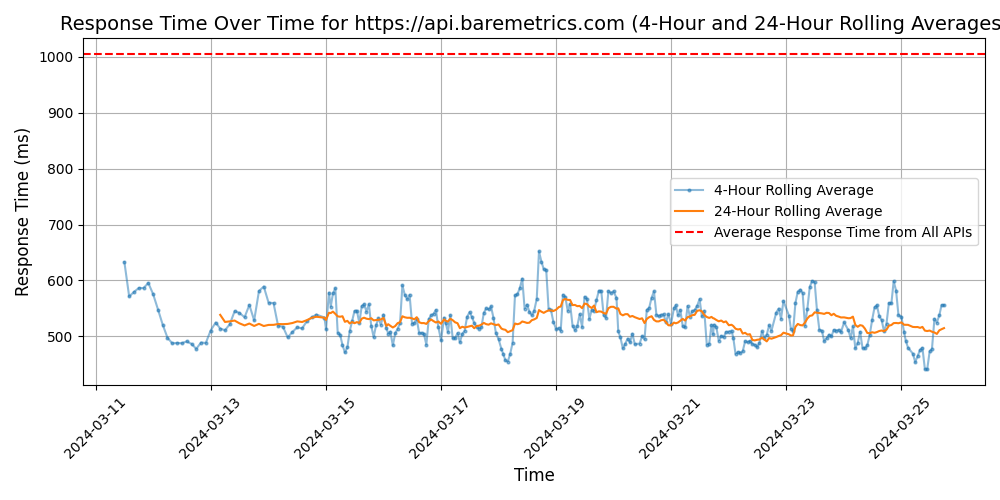 Response Time Over Time for https://api.baremetrics.com (4-Hour and 24-Hour Rolling Averages
Response Time (ms)
1000
900
800
700
600
500
4-Hour Rolling Average
24-Hour Rolling Average
Average Response Time from All APIs
2024-03-11
2024-03-13
2024-03-15
2024-03-17
2024-03-19
2024-03-21
2024-03-23
2024-03-25
Time